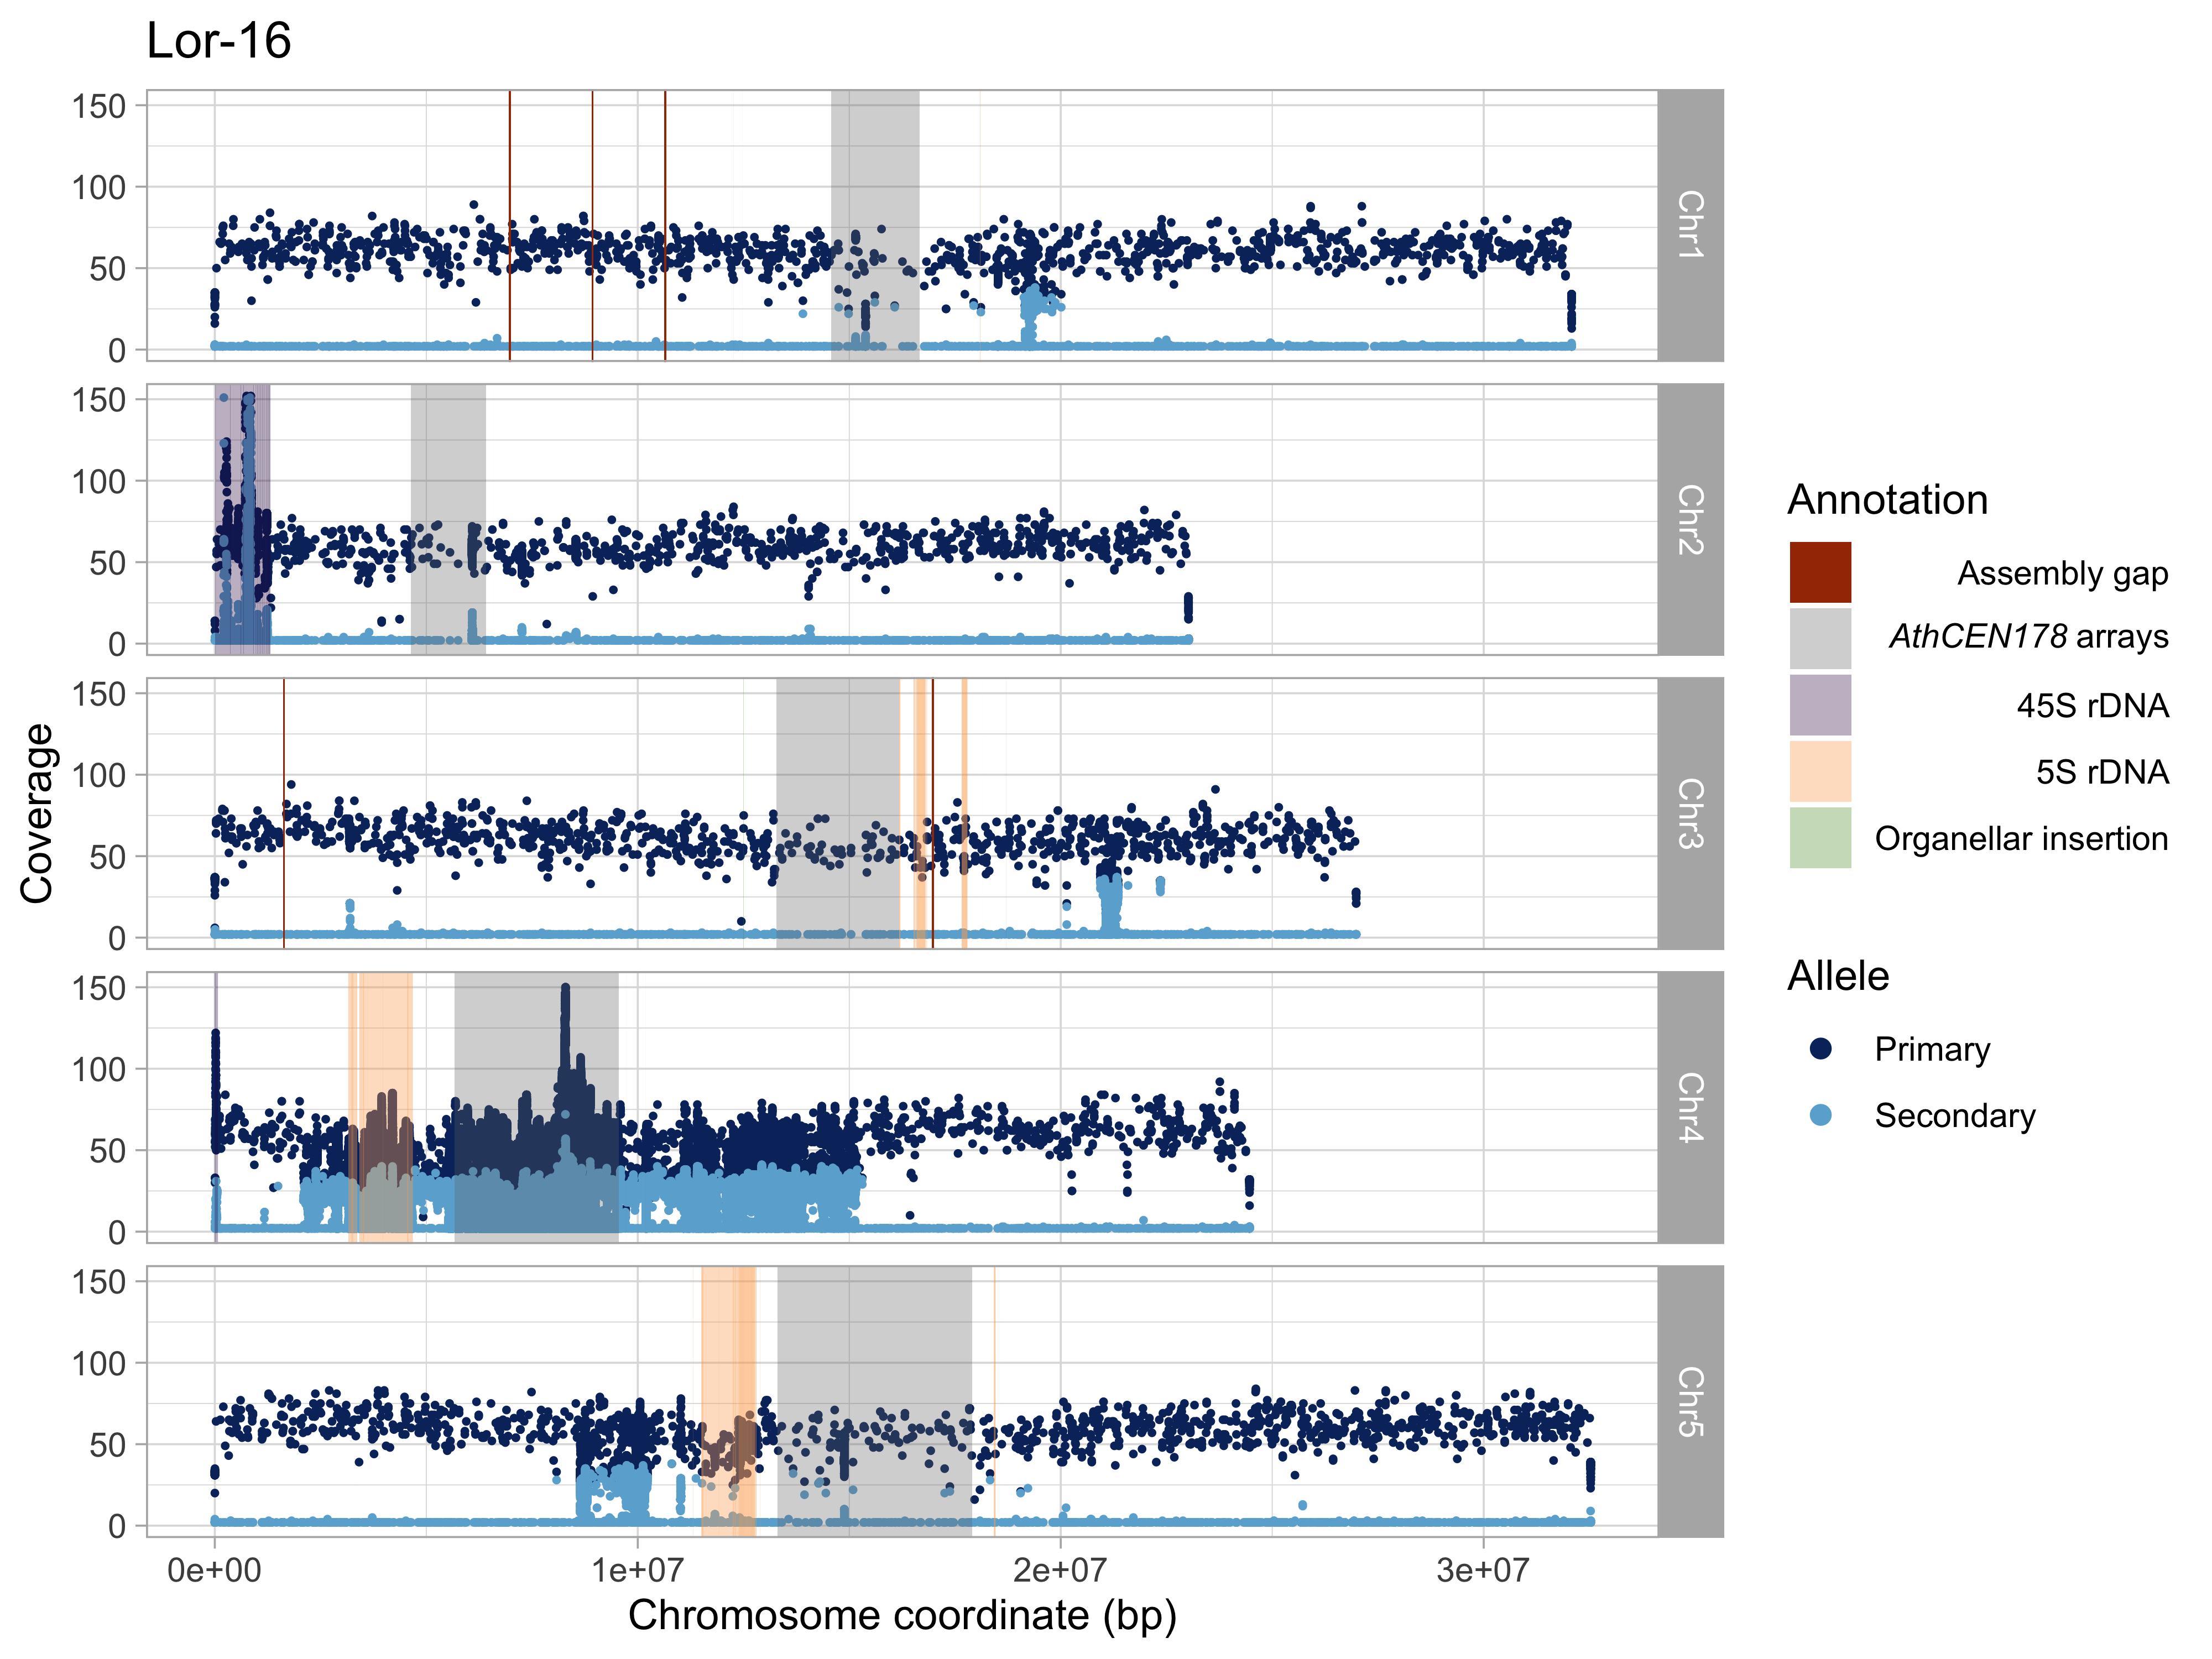 Lor-16
150
100
50
0
Chr1
150
100
50
0
Chr2
150
100
50
0
Chr3
150
100
50
0
Chr4
150
100
50
0
Chr5
0e+00
1e+07
2e+07
3e+07
Chromosome coordinate (bp)
Coverage
Annotation
Assembly gap
AthCEN178 arrays
45S rDNA
5S rDNA
Organellar insertion
Allele
Primary
Secondary